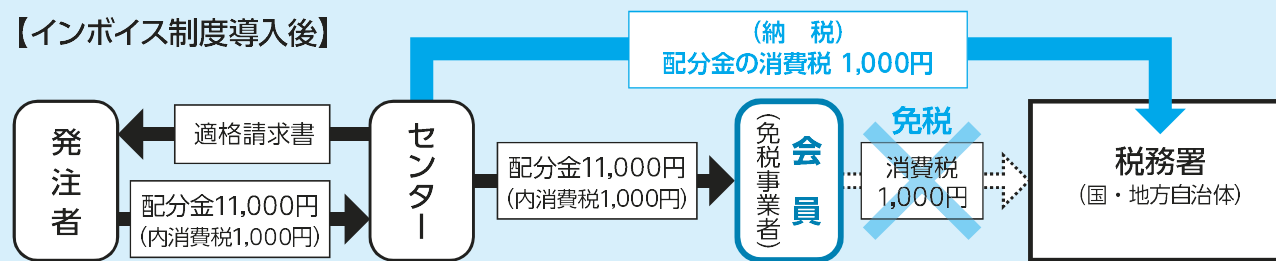 【インボイス制度導入後】
(納 税)
配分金の消費税 1,000円
発注者
適格請求書
配分金11,000円
(内消費税1,000円)
センター
配分金11,000円
(内消費税1,000円)
会員
(免税事業者)
免税
消費税
1,000円
税務署
(国・地方自治体)